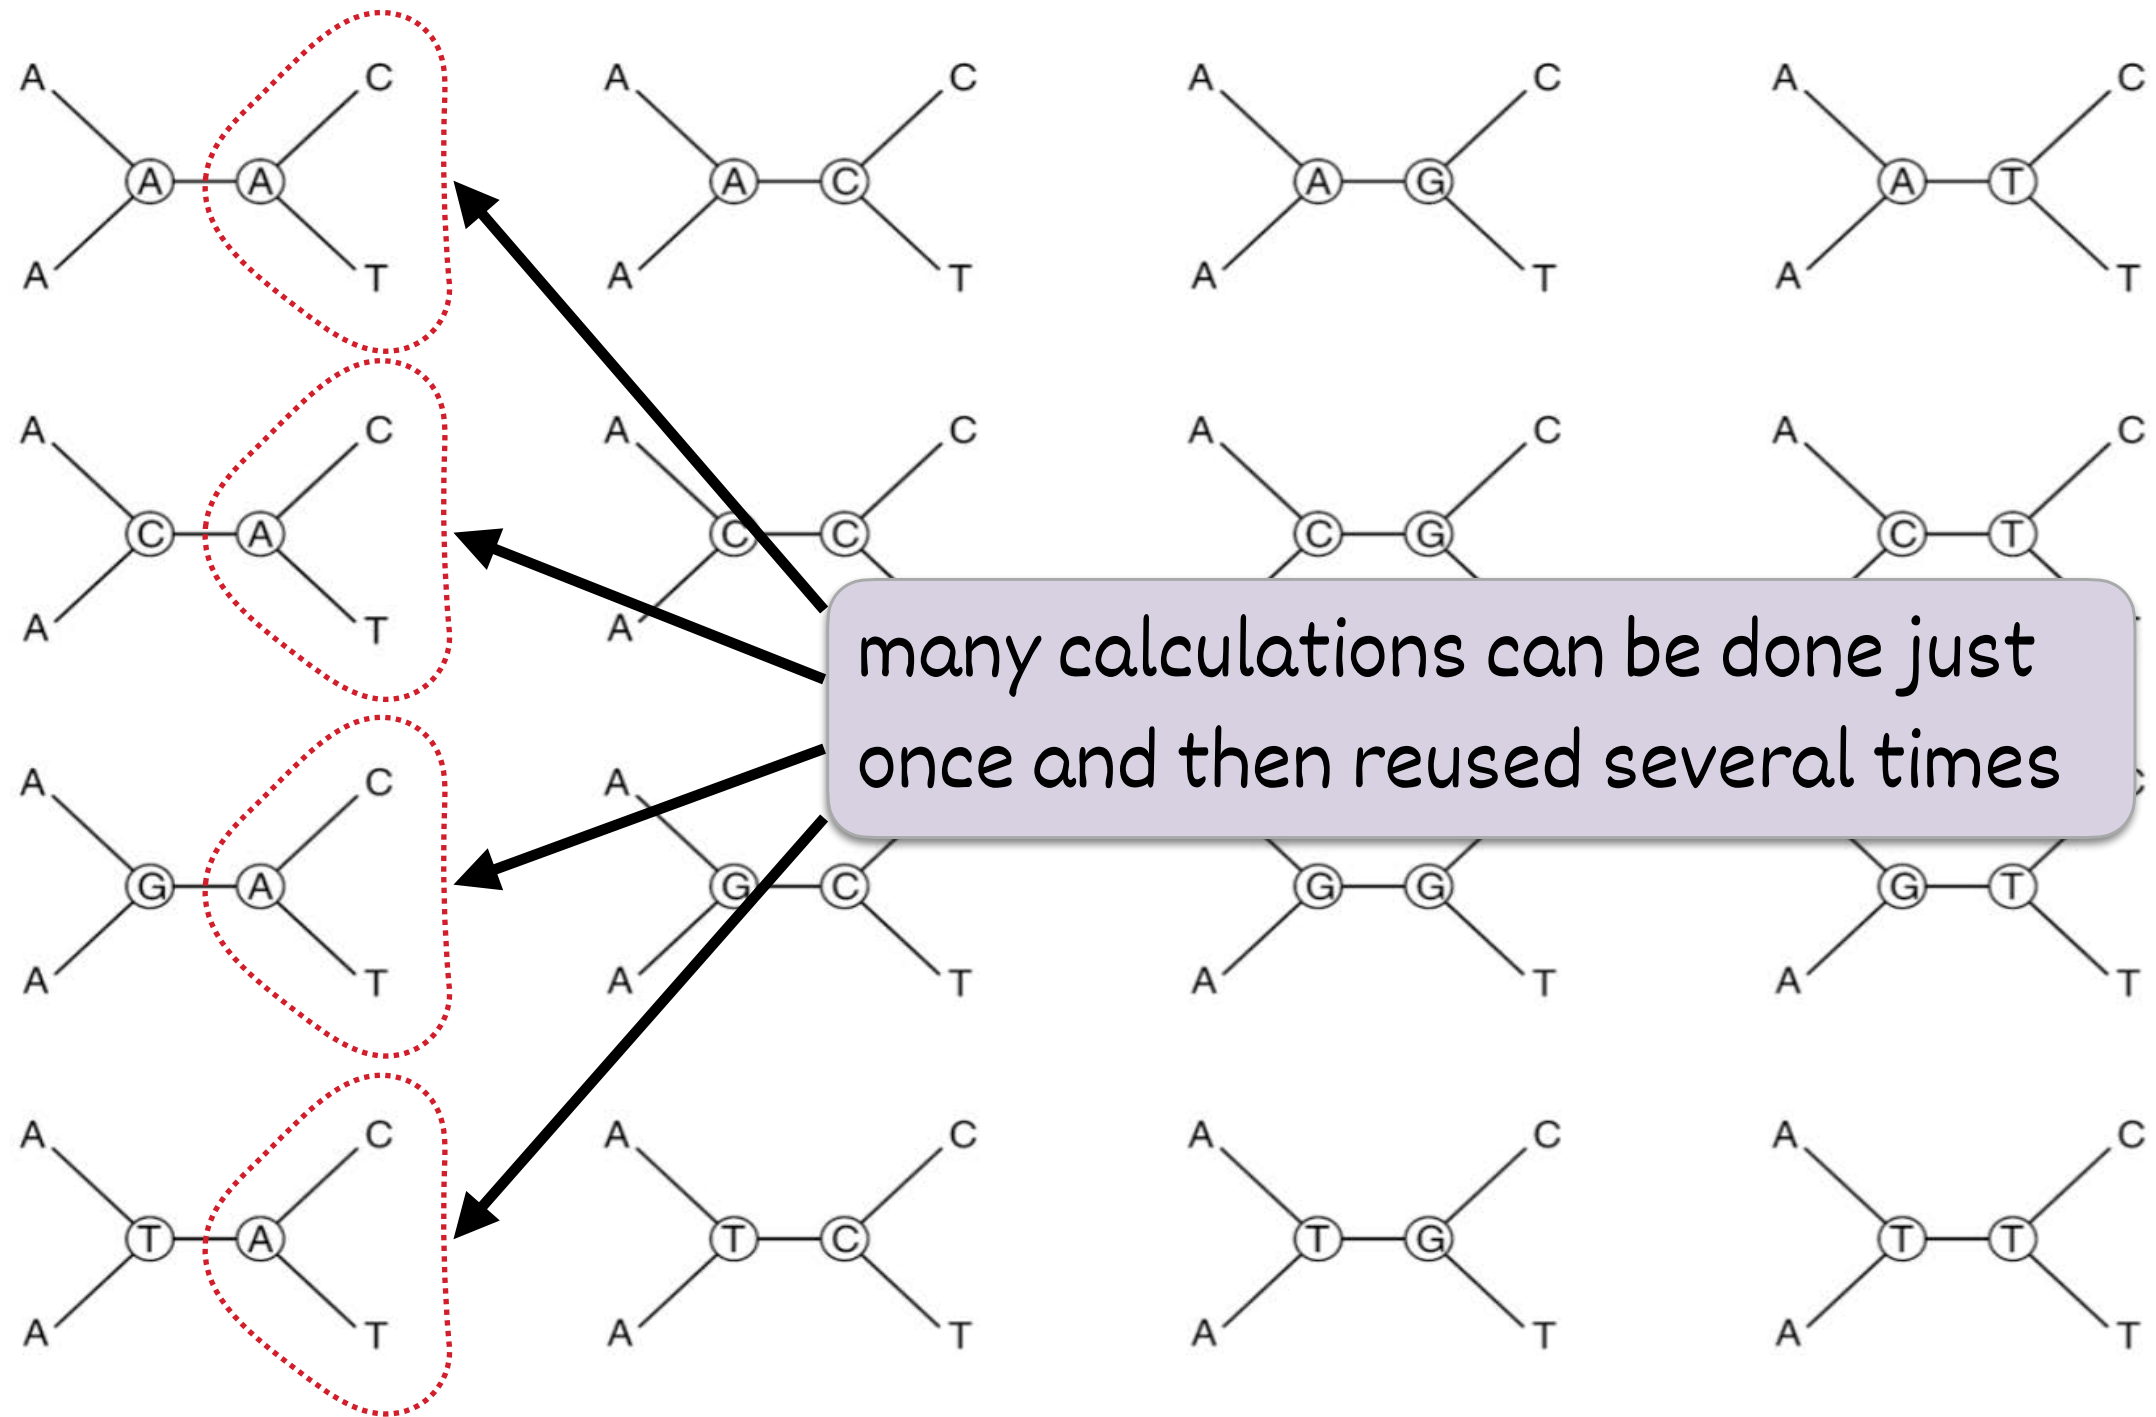 A C A C A C A C
A A A C A G A T
A T A T A T A T
A C A C A C A C
C A C C C G C T
A T A
many calculations can be done just
once and then reused several times
A C A
G A G C G G G T
A T A T A T A T
A C A C A C A C
T A T C T G T T
A T A T A T A T